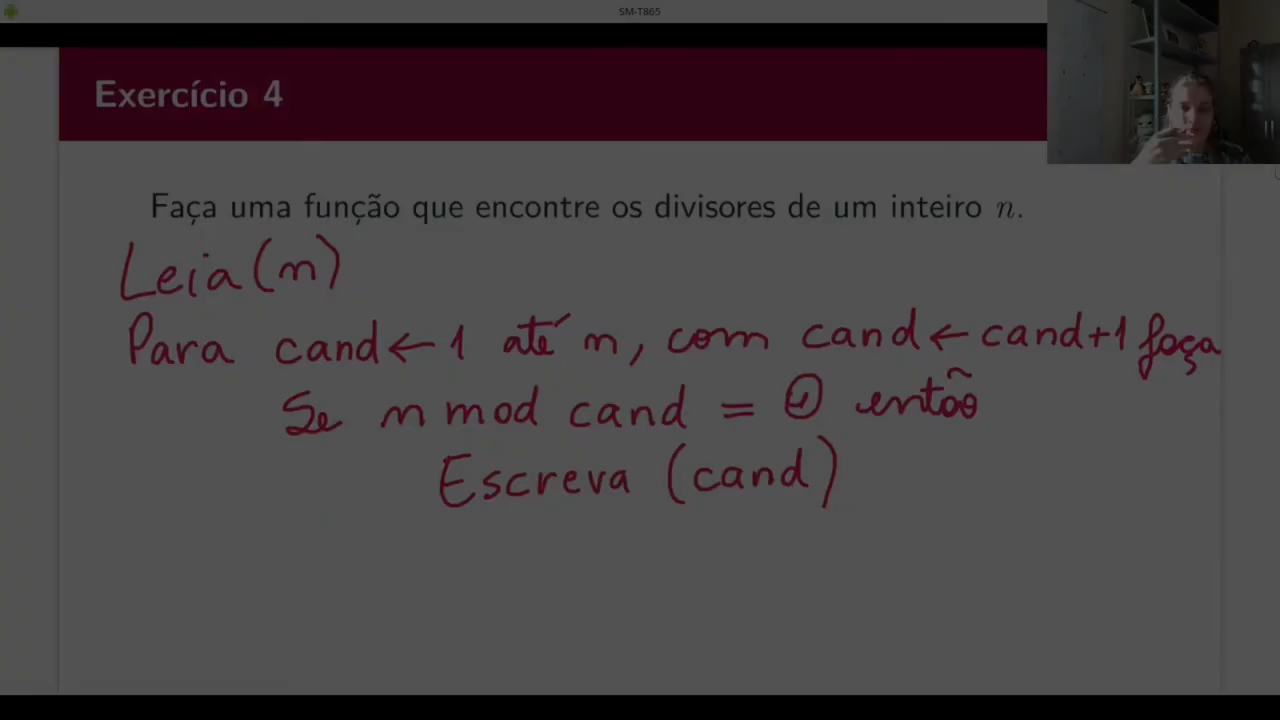 SM-T865
Exercício 4
Faça uma função que encontre os divisores de um inteiro n.
Leia(n)
Para cand ← 1 até n, com cand ← cand+1 faça
Se n mod cand = 0 então
Escreva (cand)